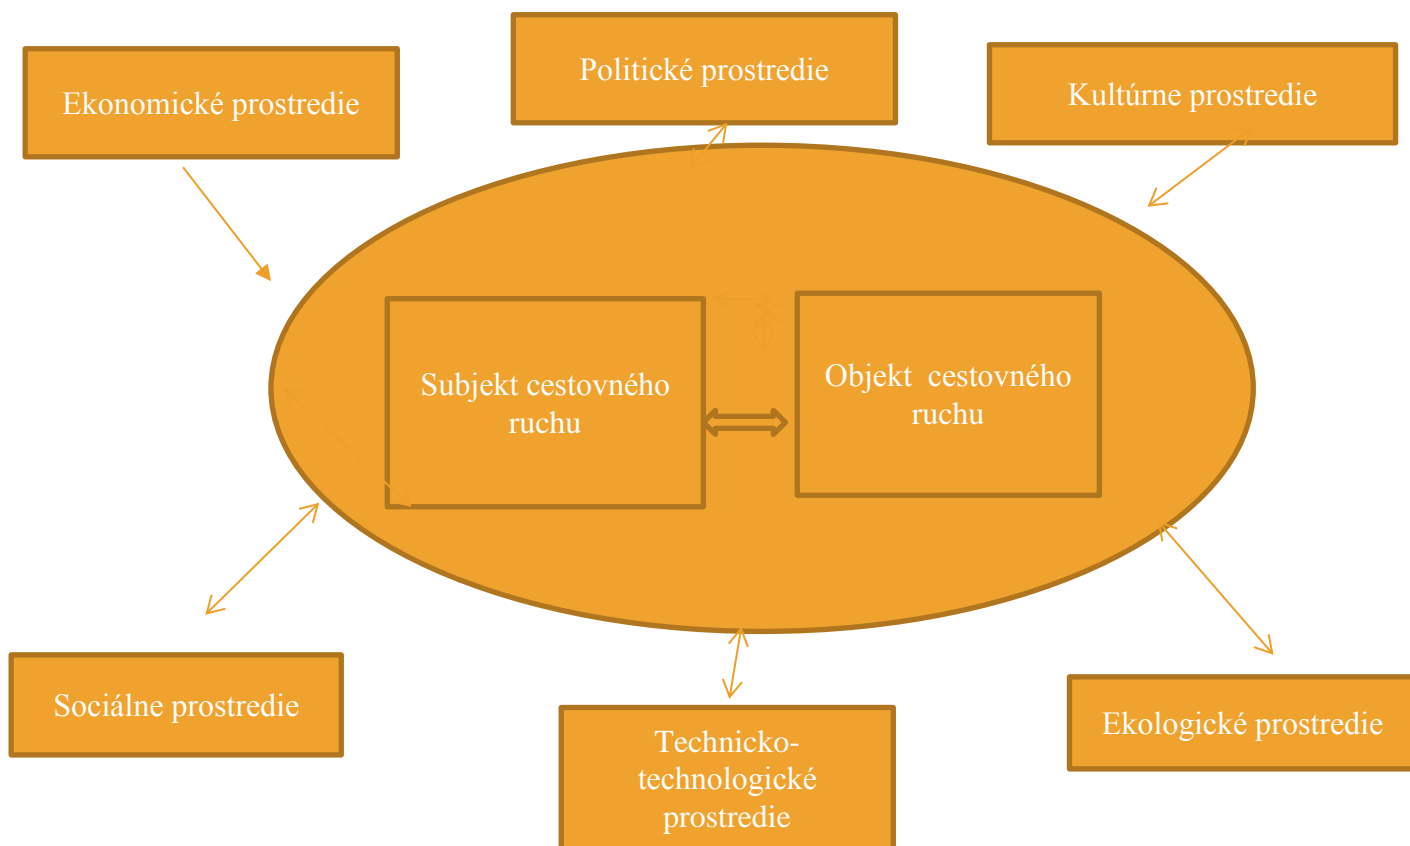 Ekonomické prostredie
Politické prostredie
Kultúrne prostredie
Subjekt cestovného
ruchu
Objekt cestovného
ruchu
Sociálne prostredie
Technicko-
technologické
prostredie
Ekologické prostredie